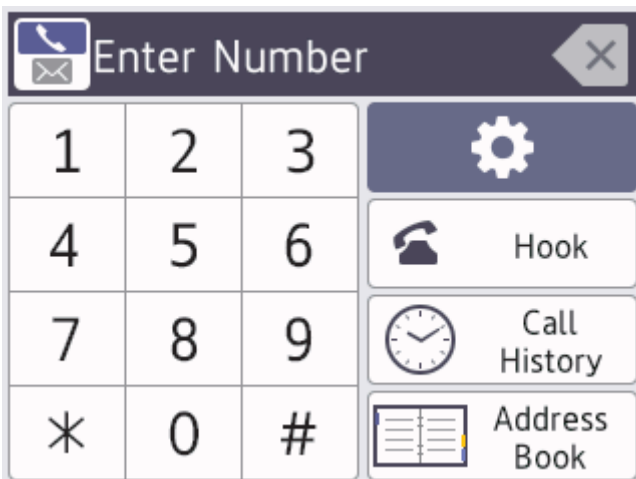 Enter Number
1 2 3
4 5 6 Hook
7 8 9 Call
History
* 0 # Address
Book